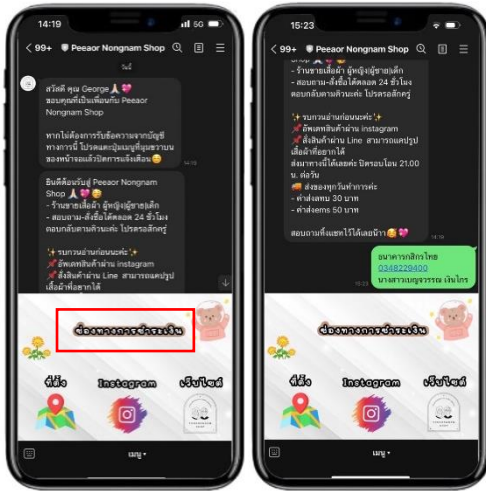 14:19
5G
< 99+ Peeaor Nongnam Shop
วันนี้
สวัสดี คุณ George
ขอบคุณที่เป็นเพื่อนกับ Peeaor
Nongnam Shop
หากไม่ต้องการรับข้อความจากบัญชี
ทางการนี้ โปรดแตะปุ่มเมนูที่มุมขวาบน
ของหน้าจอแล้วปิดการแจ้งเตือน
14:19
ยินดีต้อนรับสู่ Peeaor Nongnam
Shop
- ร้านขายเสื้อผ้า ผู้หญิง|ผู้ชาย|เด็ก
- สอบถาม-สั่งซื้อได้ตลอด 24 ชั่วโมง
ตอบกลับตามคิวนะค่ะ โปรดรอสักครู่
รบกวนอ่านก่อนนะค่ะ
อัพเดทสินค้าผ่าน instagram
สั่งสินค้าผ่าน Line สามารถแคปรูป
เสื้อผ้าที่อยากได้
ช่องทางการชำระเงิน
ที่ตั้ง Instagram เว็บไซต์
เมนู
15:23
< 99+ Peeaor Nongnam Shop
- ร้านขายเสื้อผ้า ผู้หญิง|ผู้ชาย|เด็ก
- สอบถาม-สั่งซื้อได้ตลอด 24 ชั่วโมง
ตอบกลับตามคิวนะค่ะ โปรดรอสักครู่
รบกวนอ่านก่อนนะค่ะ
อัพเดทสินค้าผ่าน instagram
สั่งสินค้าผ่าน Line สามารถแคปรูป
เสื้อผ้าที่อยากได้
ส่งมาทางนี้ได้เลยค่ะ ปิดรอบโอน 21.00
น. ต่อวัน
ส่งของทุกวันทำการค่ะ
- ค่าส่งลทบ 30 บาท
- ค่าส่งems 50 บาท
สอบถามทิ้งแชทไว้ได้เลยน๊าา
14:19
ธนาคารกสิกรไทย
0348229400
นางสาวเบญจวรรณ เงินไกร
15:23
ช่องทางการชำระเงิน
ที่ตั้ง Instagram เว็บไซต์
เมนู